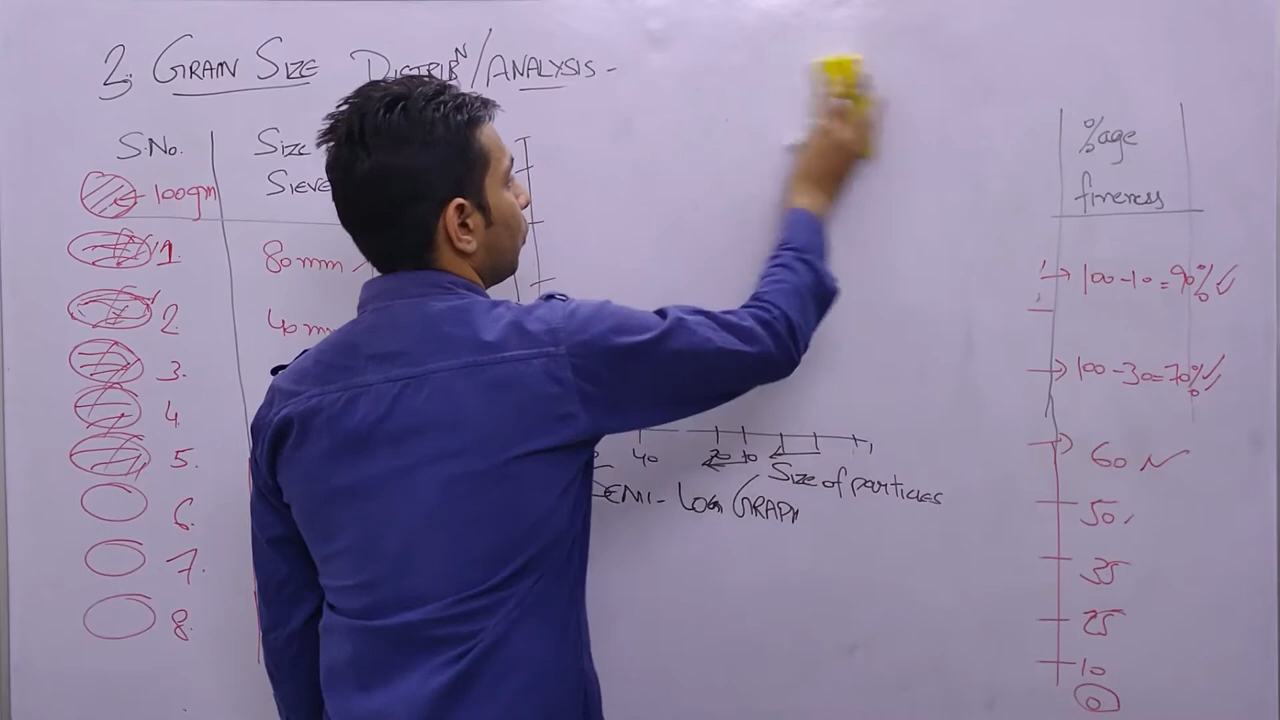 3. GRAIN SIZE DISTRIBN/ANALYSIS -
S.No.
Size
Sieve
%age
fineness
100gm
1.
80mm
100-10=90%✓
2.
40m
3.
100-30=70%✓
4.
5.
60
6.
50
7.
35
8.
25
10
0
40
20
10
Size of particles
SEMI-LOG GRAPH